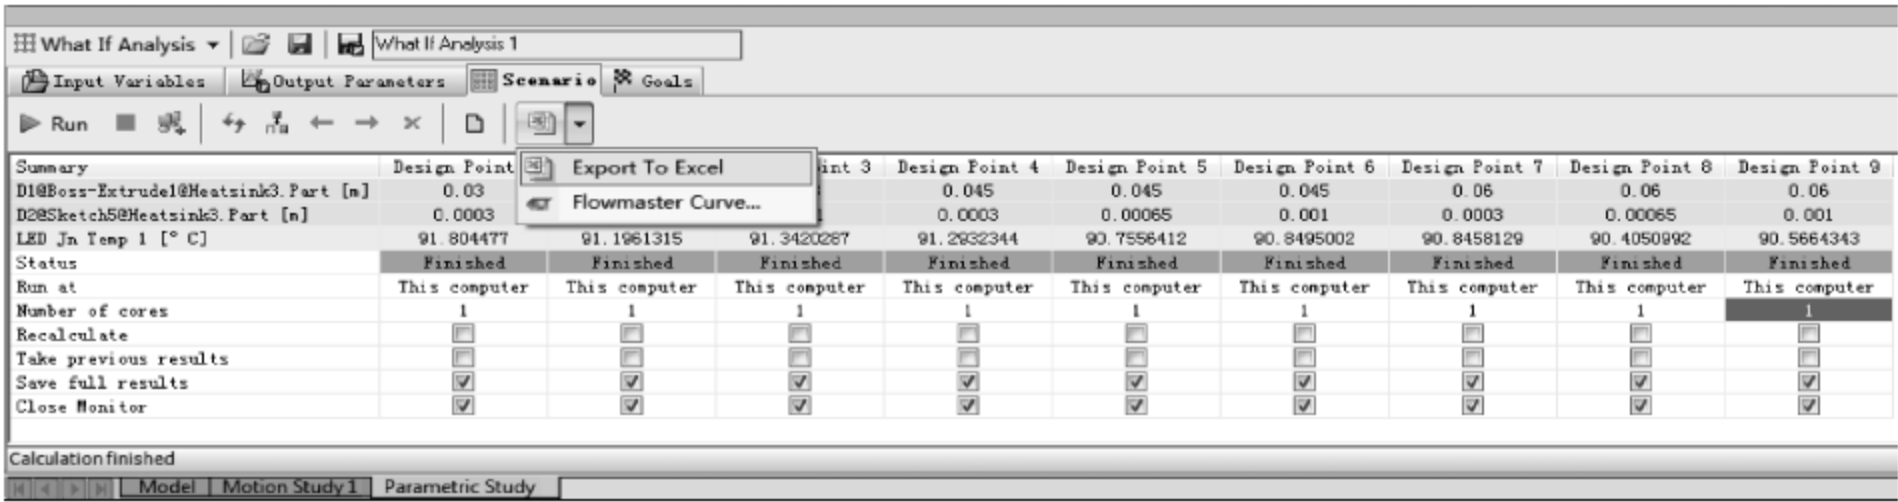 What If Analysis What If Analysis 1
Input Variables Output Parameters Scenario Goals
Run
Summary Design Point int 3 Design Point 4 Design Point 5 Design Point 6 Design Point 7 Design Point 8 Design Point 9
Export To Excel
D1@Boss-Extrude1@Heatsink3.Part [m] 0.03 0.045 0.045 0.045 0.06 0.06 0.06
Flowmaster Curve...
D2@Sketch5@Heatsink3.Part [m] 0.0003 1 0.0003 0.00065 0.001 0.0003 0.00065 0.001
LED Jn Temp 1 [° C] 91.804477 91.1961315 91.3420287 91.2932344 90.7556412 90.8495002 90.8458129 90.4050992 90.5664343
Status Finished Finished Finished Finished Finished Finished Finished Finished Finished
Run at This computer This computer This computer This computer This computer This computer This computer This computer This computer
Number of cores 1 1 1 1 1 1 1 1 1
Recalculate
Take previous results
Save full results
Close Monitor
Calculation finished
Model Motion Study 1 Parametric Study